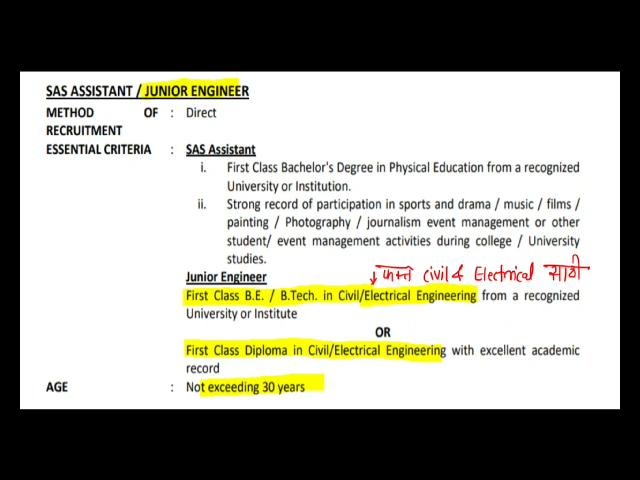 SAS ASSISTANT / JUNIOR ENGINEER
METHOD OF : Direct
RECRUITMENT
ESSENTIAL CRITERIA : SAS Assistant
i. First Class Bachelor's Degree in Physical Education from a recognized
University or Institution.
ii. Strong record of participation in sports and drama / music / films /
painting / Photography / journalism event management or other
student/ event management activities during college / University
studies.
Junior Engineer
फक्त Civil & Electrical साठी
First Class B.E. / B.Tech. in Civil/Electrical Engineering from a recognized
University or Institute
OR
First Class Diploma in Civil/Electrical Engineering with excellent academic
record
AGE : Not exceeding 30 years